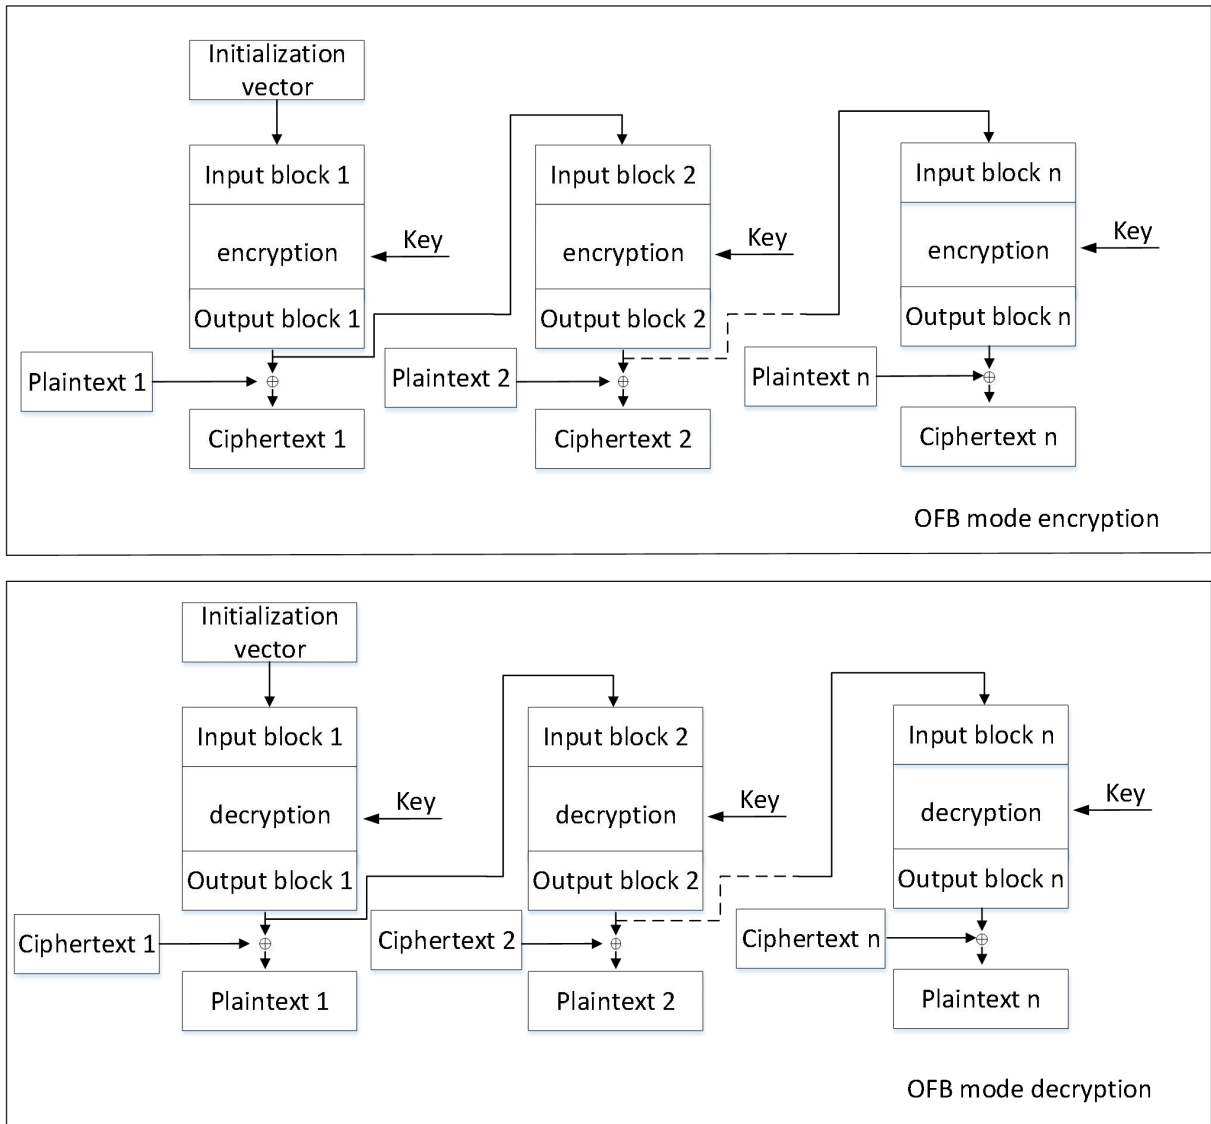 Initialization
vector
Input block 1
Input block 2
Input block n
encryption
Key
encryption
Key
encryption
Key
Output block 1
Output block 2
Output block n
Plaintext 1
Plaintext 2
Plaintext n
Ciphertext 1
Ciphertext 2
Ciphertext n
OFB mode encryption
Initialization
vector
Input block 1
Input block 2
Input block n
decryption
Key
decryption
Key
decryption
Key
Output block 1
Output block 2
Output block n
Ciphertext 1
Ciphertext 2
Ciphertext n
Plaintext 1
Plaintext 2
Plaintext n
OFB mode decryption